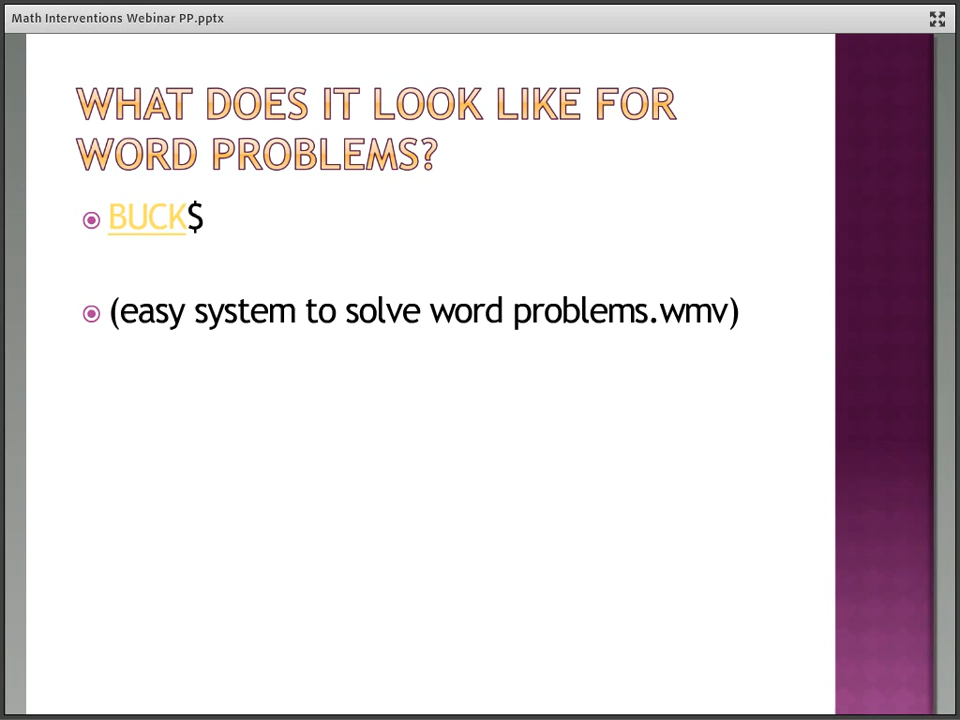 Math Interventions Webinar PP.pptx
WHAT DOES IT LOOK LIKE FOR
WORD PROBLEMS?
BUCK$
(easy system to solve word problems.wmv)